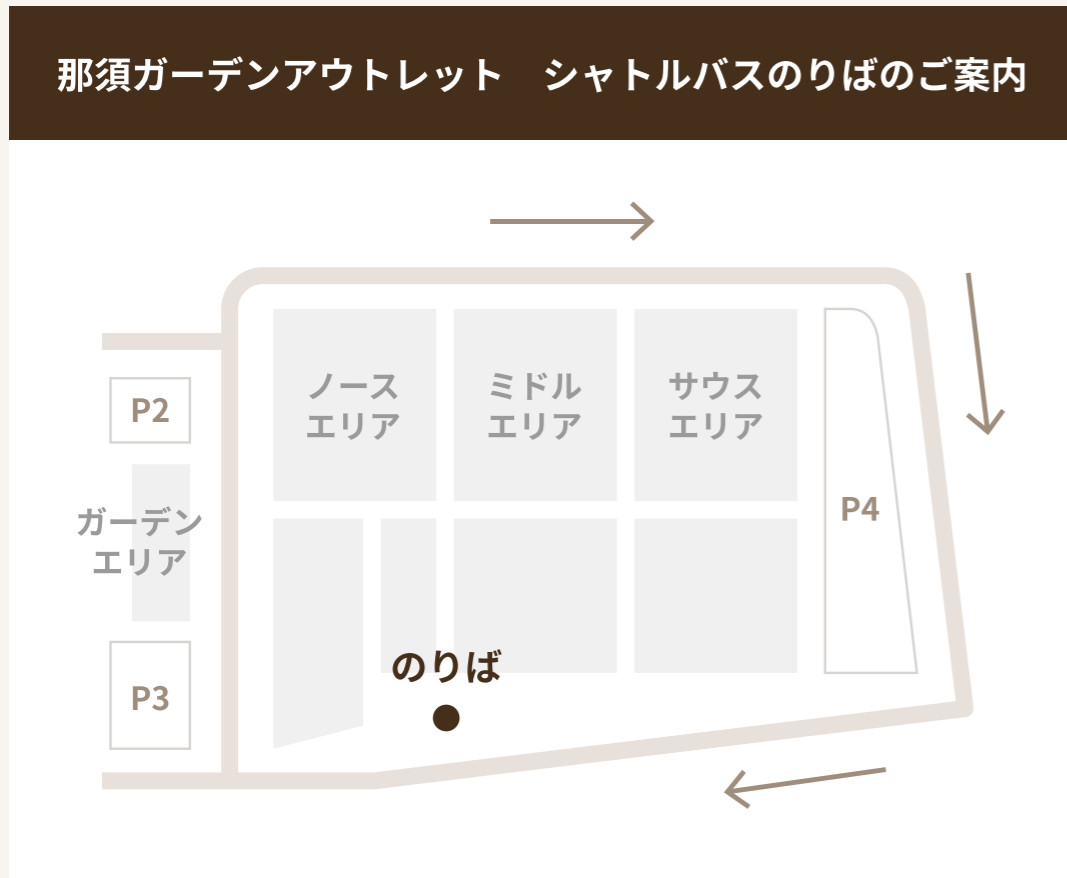 那須ガーデンアウトレット　シャトルバスのりばのご案内
ノース
エリア
ミドル
エリア
サウス
エリア
P2
ガーデン
エリア
P4
のりば
P3